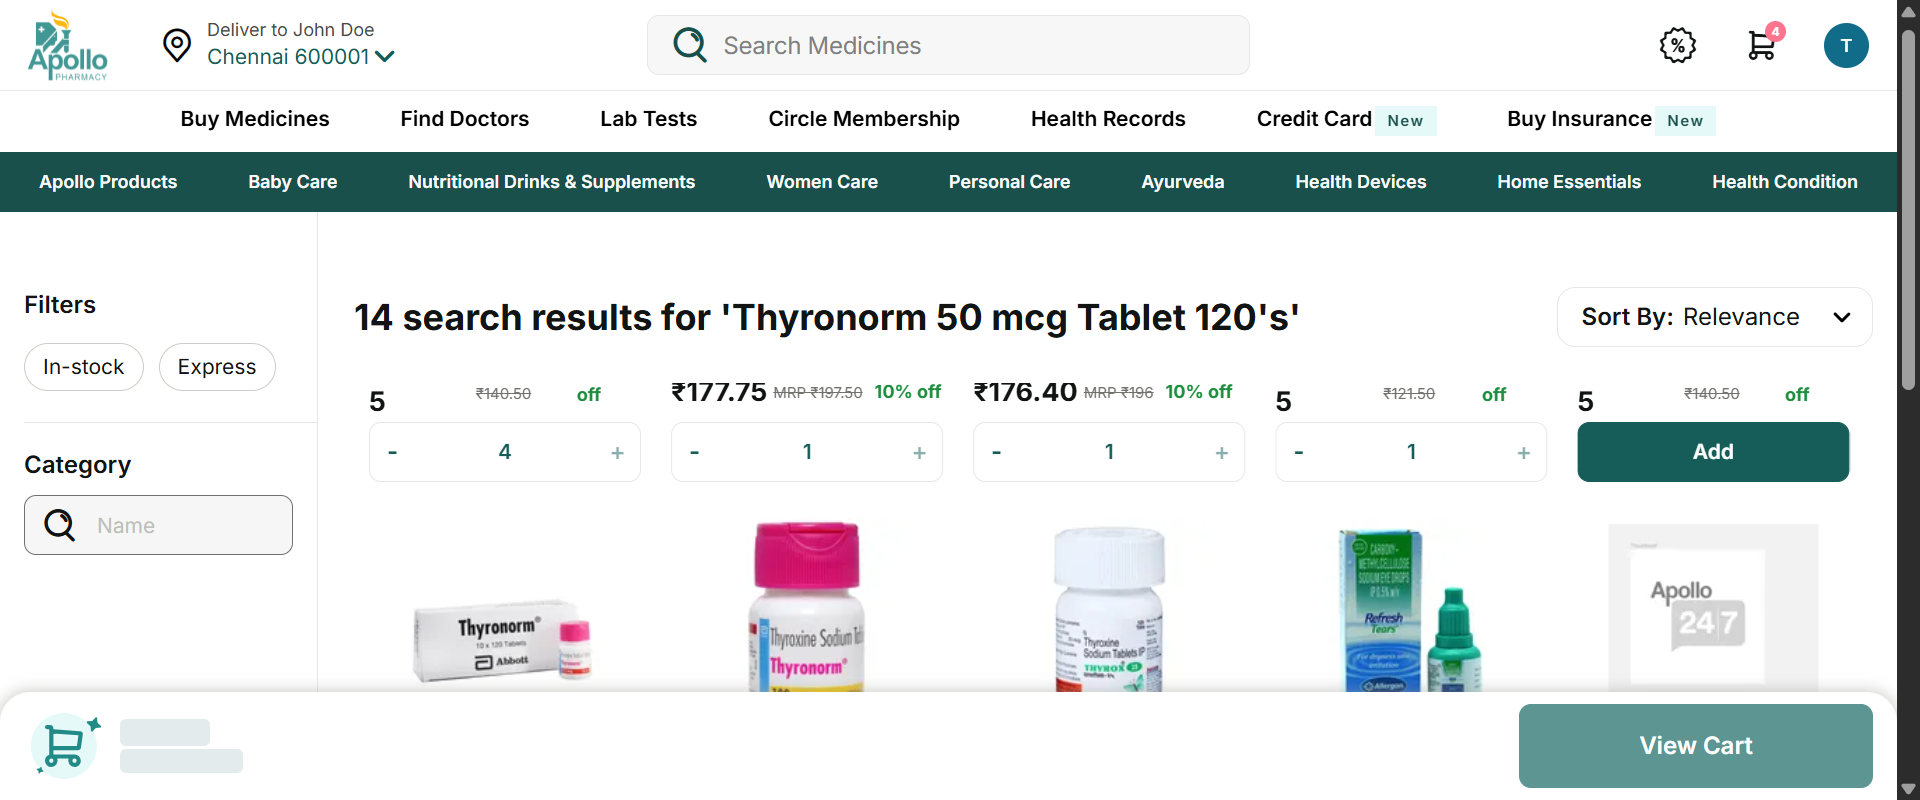 Apollo
PHARMACY
Deliver to John Doe
Chennai 600001
Search Medicines
4
T
Buy Medicines
Find Doctors
Lab Tests
Circle Membership
Health Records
Credit Card New
Buy Insurance New
Apollo Products
Baby Care
Nutritional Drinks & Supplements
Women Care
Personal Care
Ayurveda
Health Devices
Home Essentials
Health Condition
Filters
In-stock
Express
Category
Name
14 search results for 'Thyronorm 50 mcg Tablet 120's'
Sort By: Relevance
5 ₹140.50 off
₹177.75 MRP ₹197.50 10% off
₹176.40 MRP ₹196 10% off
5 ₹121.50 off
5 ₹140.50 off
- 4 +
- 1 +
- 1 +
- 1 +
Add
Thyronorm®
10 x 120 Tablets
Abbott
Thyroxine Sodium
Thyronorm®
Thyroxine
Sodium Tablets IP
THYROX
CARBOXY-
METHYLCELLULOSE
SODIUM EYE DROPS
IP 0.5% w/v
Refresh
Tears
Allergan
Apollo
24|7
View Cart